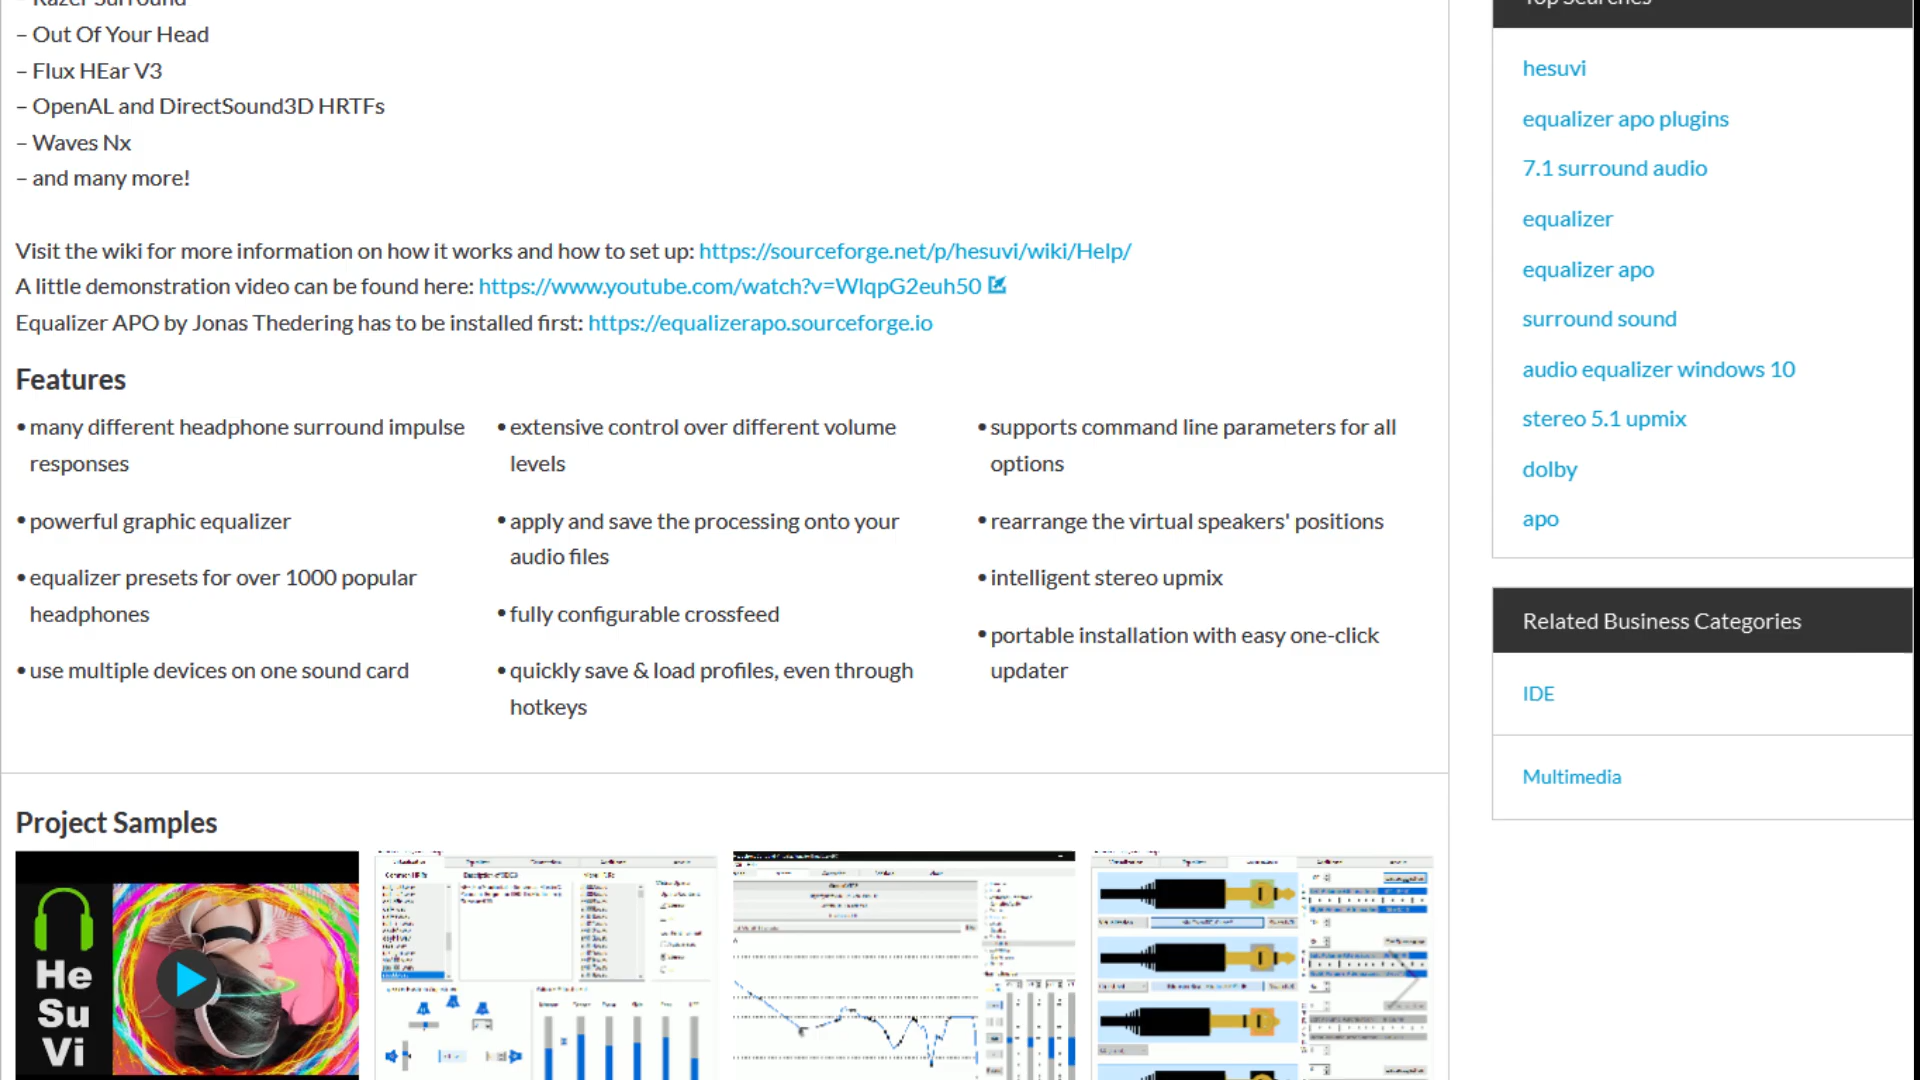 – Razer Surround
– Out Of Your Head
– Flux HEar V3
– OpenAL and DirectSound3D HRTFs
– Waves Nx
– and many more!
Visit the wiki for more information on how it works and how to set up: https://sourceforge.net/p/hesuvi/wiki/Help/
A little demonstration video can be found here: https://www.youtube.com/watch?v=WlqpG2euh50
Equalizer APO by Jonas Thedering has to be installed first: https://equalizerapo.sourceforge.io
Features
• many different headphone surround impulse
responses
• powerful graphic equalizer
• equalizer presets for over 1000 popular
headphones
• use multiple devices on one sound card
• extensive control over different volume
levels
• apply and save the processing onto your
audio files
• fully configurable crossfeed
• quickly save & load profiles, even through
hotkeys
• supports command line parameters for all
options
• rearrange the virtual speakers' positions
• intelligent stereo upmix
• portable installation with easy one-click
updater
Project Samples
He
Su
Vi
Top Searches
hesuvi
equalizer apo plugins
7.1 surround audio
equalizer
equalizer apo
surround sound
audio equalizer windows 10
stereo 5.1 upmix
dolby
apo
Related Business Categories
IDE
Multimedia